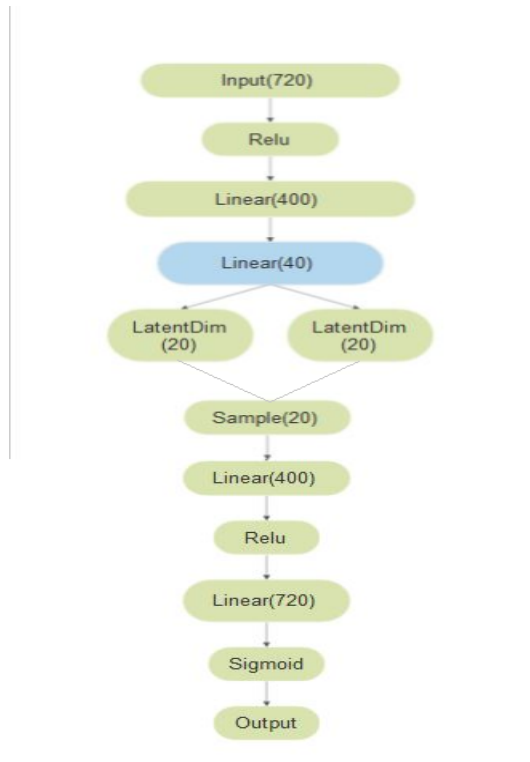 Input(720)
Relu
Linear(400)
Linear(40)
LatentDim
(20)
LatentDim
(20)
Sample(20)
Linear(400)
Relu
Linear(720)
Sigmoid
Output